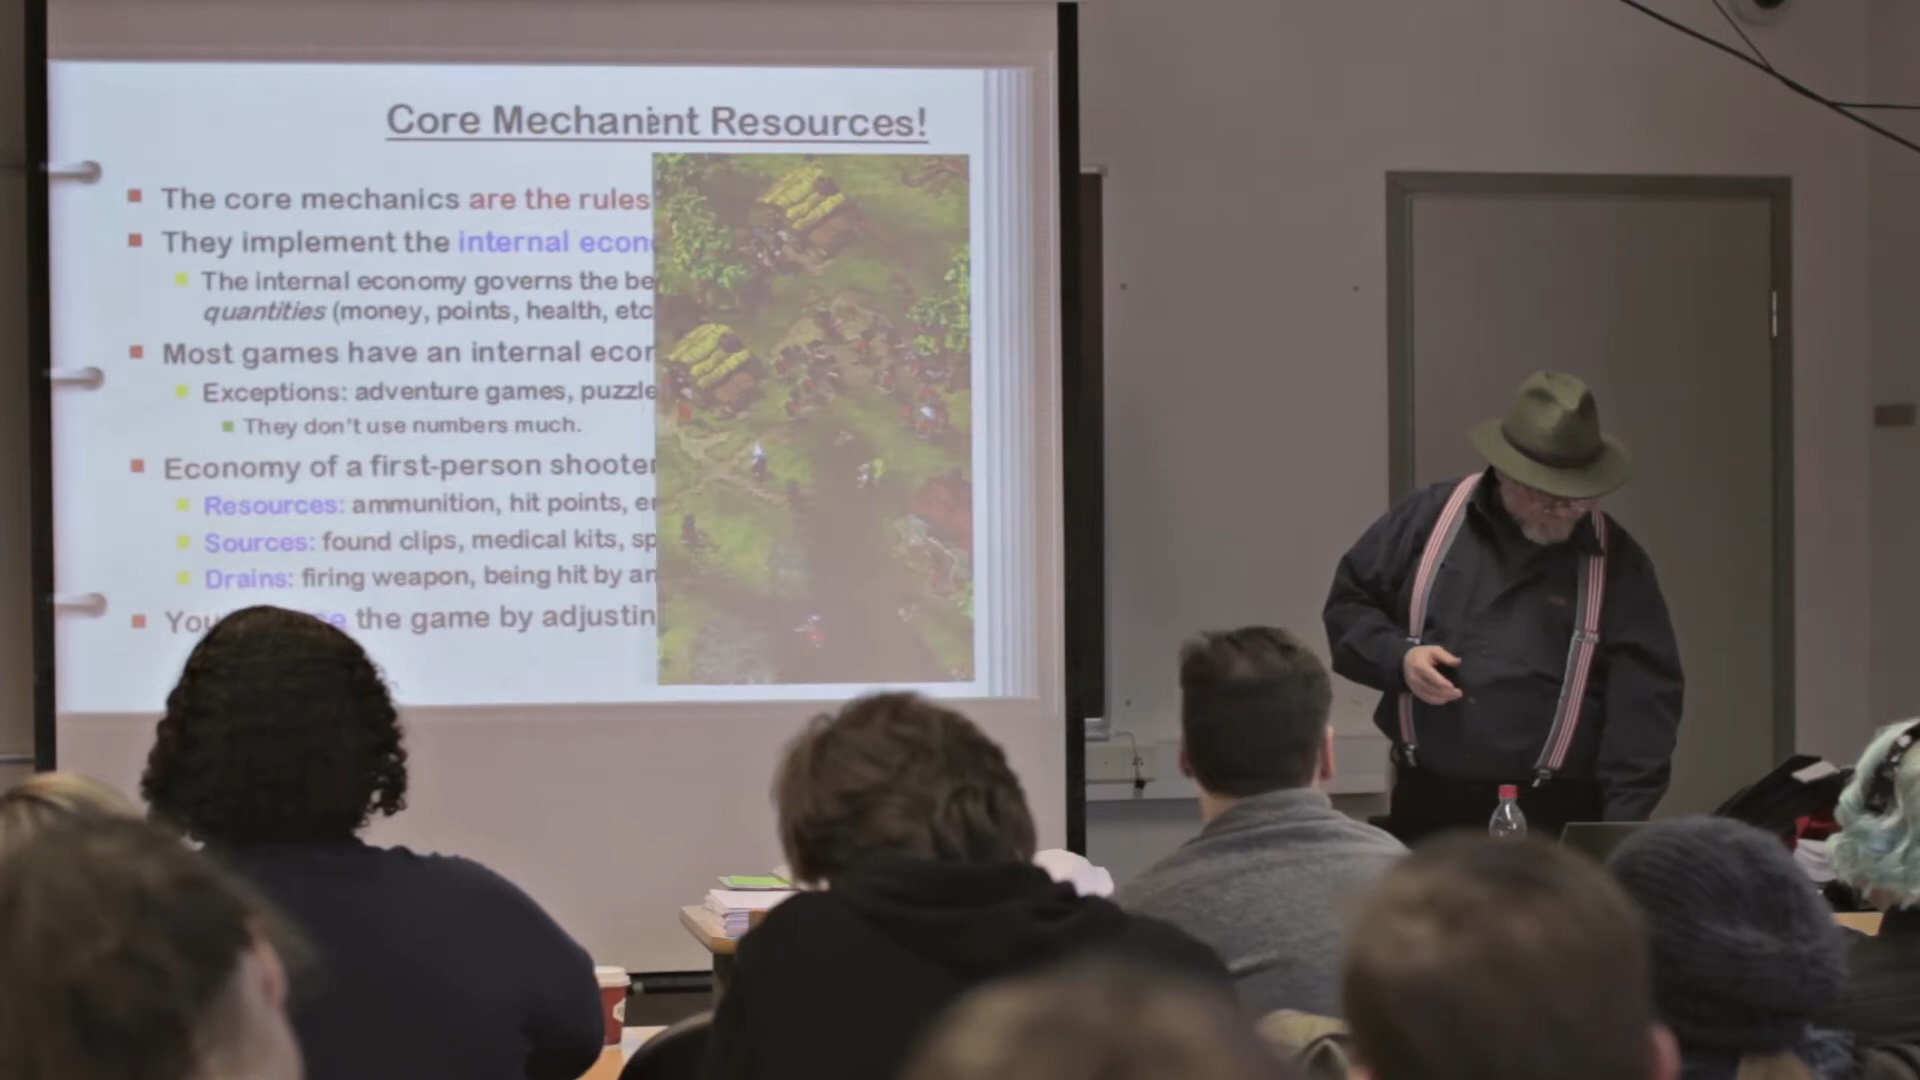 Core Mechanent Resources!
The core mechanics are the rules
They implement the internal econ
The internal economy governs the be
quantities (money, points, health, etc
Most games have an internal econ
Exceptions: adventure games, puzzle
They don't use numbers much.
Economy of a first-person shooter
Resources: ammunition, hit points, en
Sources: found clips, medical kits, sp
Drains: firing weapon, being hit by an
You the game by adjustin